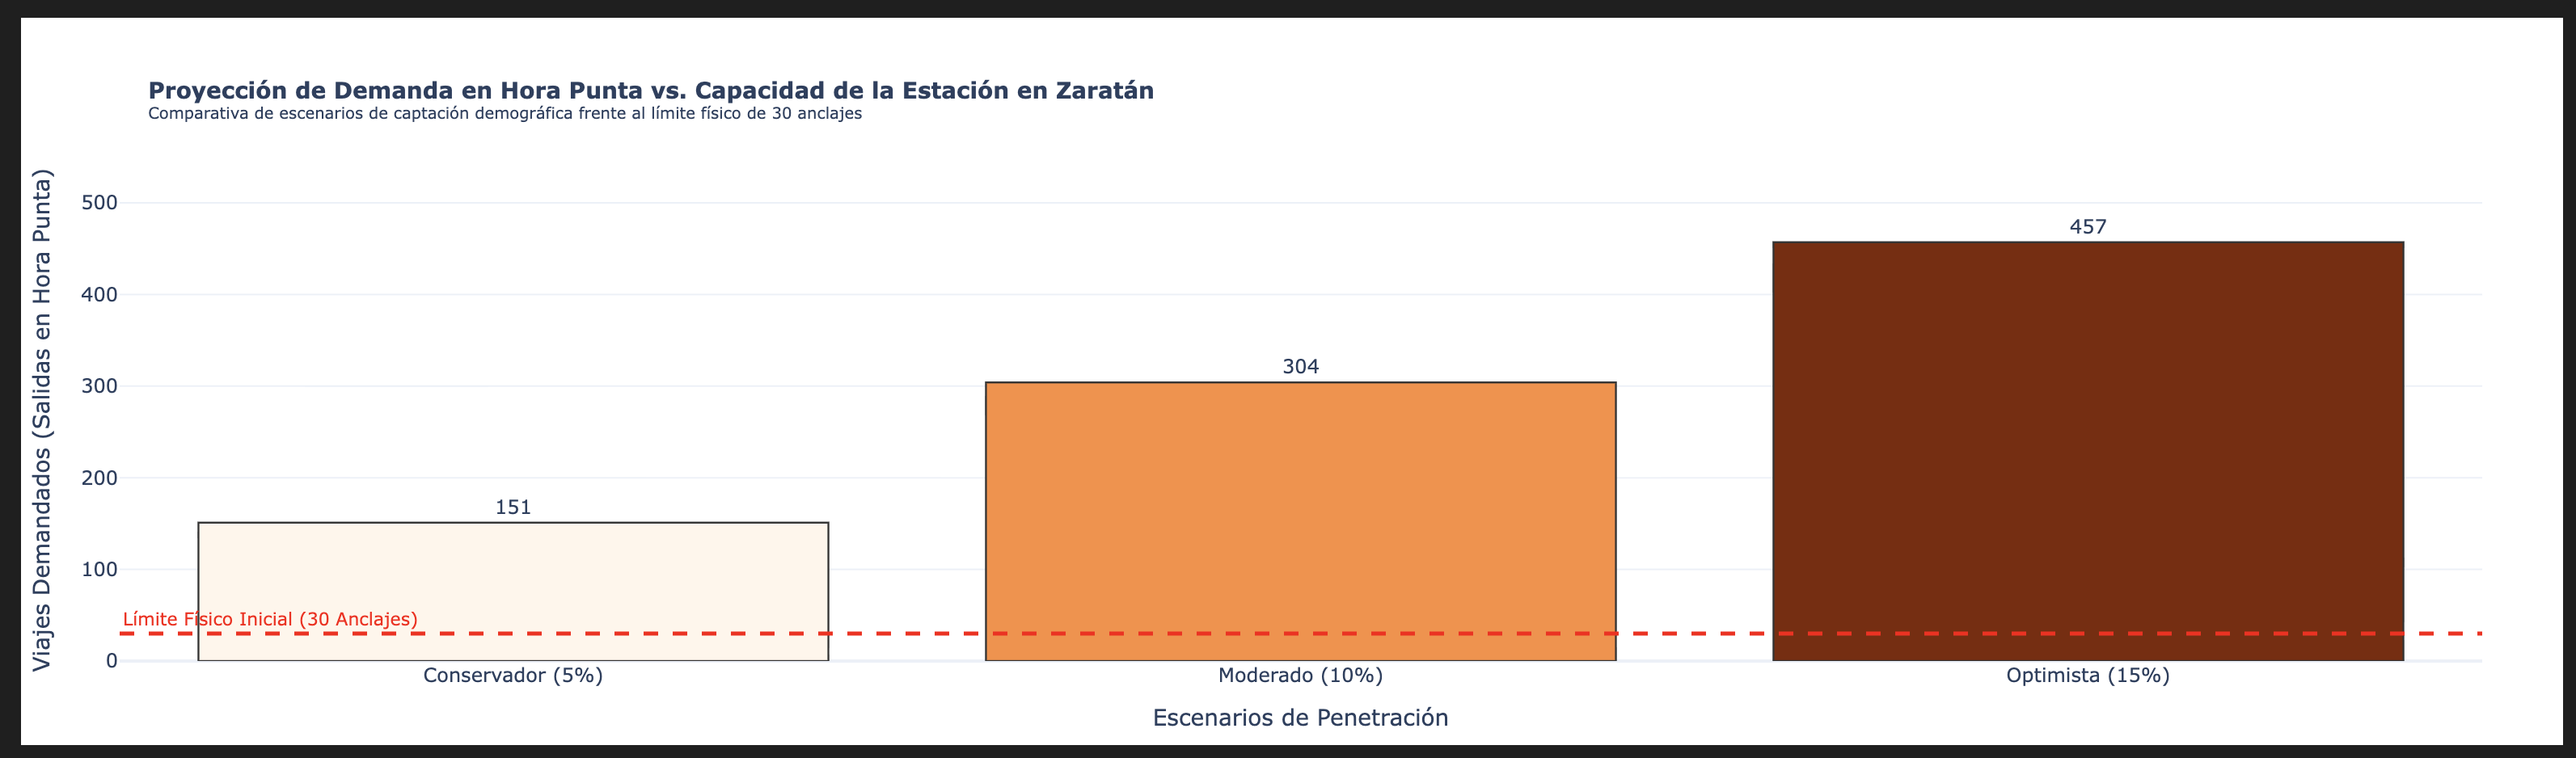 Proyección de Demanda en Hora Punta vs. Capacidad de la Estación en Zaratán
Comparativa de escenarios de captación demográfica frente al límite físico de 30 anclajes
Viajes Demandados (Salidas en Hora Punta)
500
400
300
200
100
0
457
304
151
Límite Físico Inicial (30 Anclajes)
Conservador (5%)
Moderado (10%)
Optimista (15%)
Escenarios de Penetración